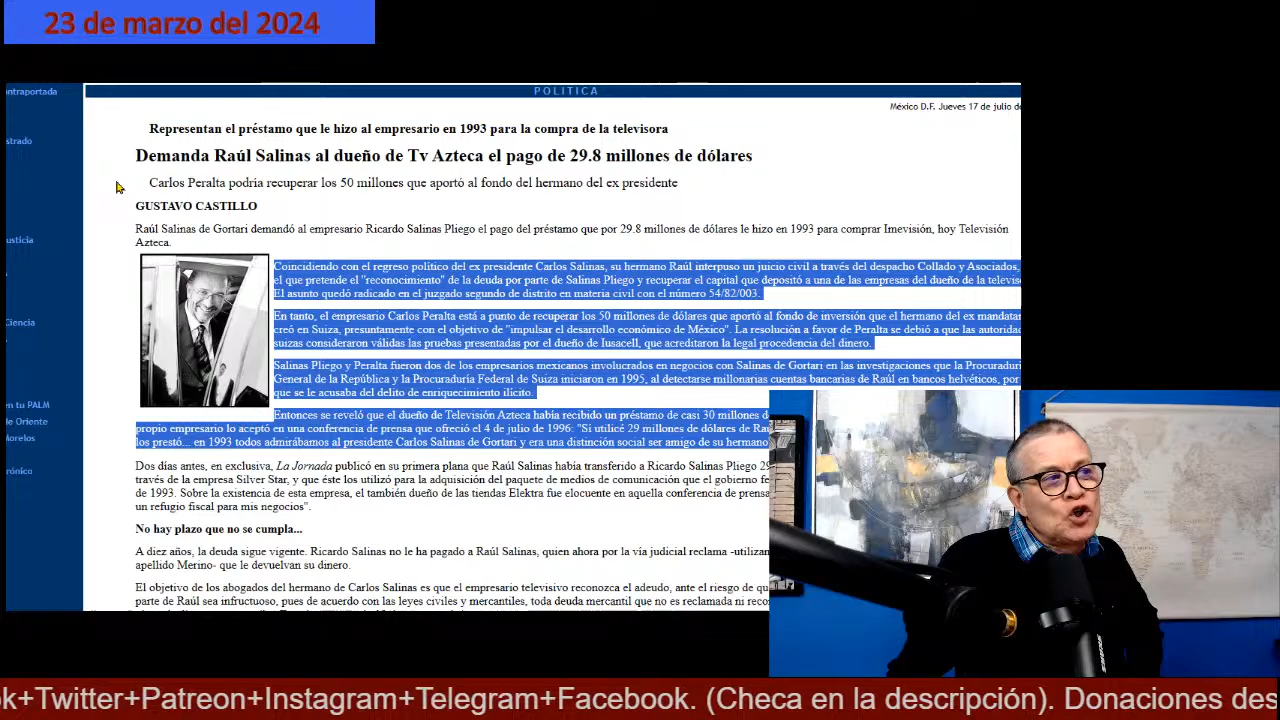 23 de marzo del 2024
ontraportada
POLITICA
México D.F. Jueves 17 de julio de
strado
Representan el préstamo que le hizo al empresario en 1993 para la compra de la televisora
Demanda Raúl Salinas al dueño de Tv Azteca el pago de 29.8 millones de dólares
Carlos Peralta podría recuperar los 50 millones que aportó al fondo del hermano del ex presidente
GUSTAVO CASTILLO
Raúl Salinas de Gortari demandó al empresario Ricardo Salinas Pliego el pago del préstamo que por 29.8 millones de dólares le hizo en 1993 para comprar Imevisión, hoy Televisión
Azteca.
usticia
Coincidiendo con el regreso político del ex presidente Carlos Salinas, su hermano Raúl interpuso un juicio civil a través del despacho Collado y Asociados,
el que pretende el "reconocimiento" de la deuda por parte de Salinas Pliego y recuperar el capital que depositó a una de las empresas del dueño de la televiso
El asunto quedó radicado en el juzgado segundo de distrito en materia civil con el número 54/82/003.
Ciencia
En tanto, el empresario Carlos Peralta está a punto de recuperar los 50 millones de dólares que aportó al fondo de inversión que el hermano del ex mandatar
creó en Suiza, presuntamente con el objetivo de "impulsar el desarrollo económico de México". La resolución a favor de Peralta se debió a que las autoridad
suizas consideraron válidas las pruebas presentadas por el dueño de Iusacell, que acreditaron la legal procedencia del dinero.
Salinas Pliego y Peralta fueron dos de los empresarios mexicanos involucrados en negocios con Salinas de Gortari en las investigaciones que la Procuradurí
General de la República y la Procuraduría Federal de Suiza iniciaron en 1995, al detectarse millonarias cuentas bancarias de Raúl en bancos helvéticos, por
que se le acusaba del delito de enriquecimiento ilícito.
en tu PALM
de Oriente
Morelos
Entonces se reveló que el dueño de Televisión Azteca había recibido un préstamo de casi 30 millones d
propio empresario lo aceptó en una conferencia de prensa que ofreció el 4 de julio de 1996: "Sí utilicé 29 millones de dólares de Ra
los prestó... en 1993 todos admirábamos al presidente Carlos Salinas de Gortari y era una distinción social ser amigo de su hermano
rónico
Dos días antes, en exclusiva, La Jornada publicó en su primera plana que Raúl Salinas había transferido a Ricardo Salinas Pliego 29
través de la empresa Silver Star, y que éste los utilizó para la adquisición del paquete de medios de comunicación que el gobierno fe
de 1993. Sobre la existencia de esta empresa, el también dueño de las tiendas Elektra fue elocuente en aquella conferencia de prensa
un refugio fiscal para mis negocios".
No hay plazo que no se cumpla...
A diez años, la deuda sigue vigente. Ricardo Salinas no le ha pagado a Raúl Salinas, quien ahora por la vía judicial reclama -utilizan
apellido Merino- que le devuelvan su dinero.
El objetivo de los abogados del hermano de Carlos Salinas es que el empresario televisivo reconozca el adeudo, ante el riesgo de qu
parte de Raúl sea infructuoso, pues de acuerdo con las leyes civiles y mercantiles, toda deuda mercantil que no es reclamada ni reco
ok+Twitter+Patreon+Instagram+Telegram+Facebook. (Checa en la descripción). Donaciones des